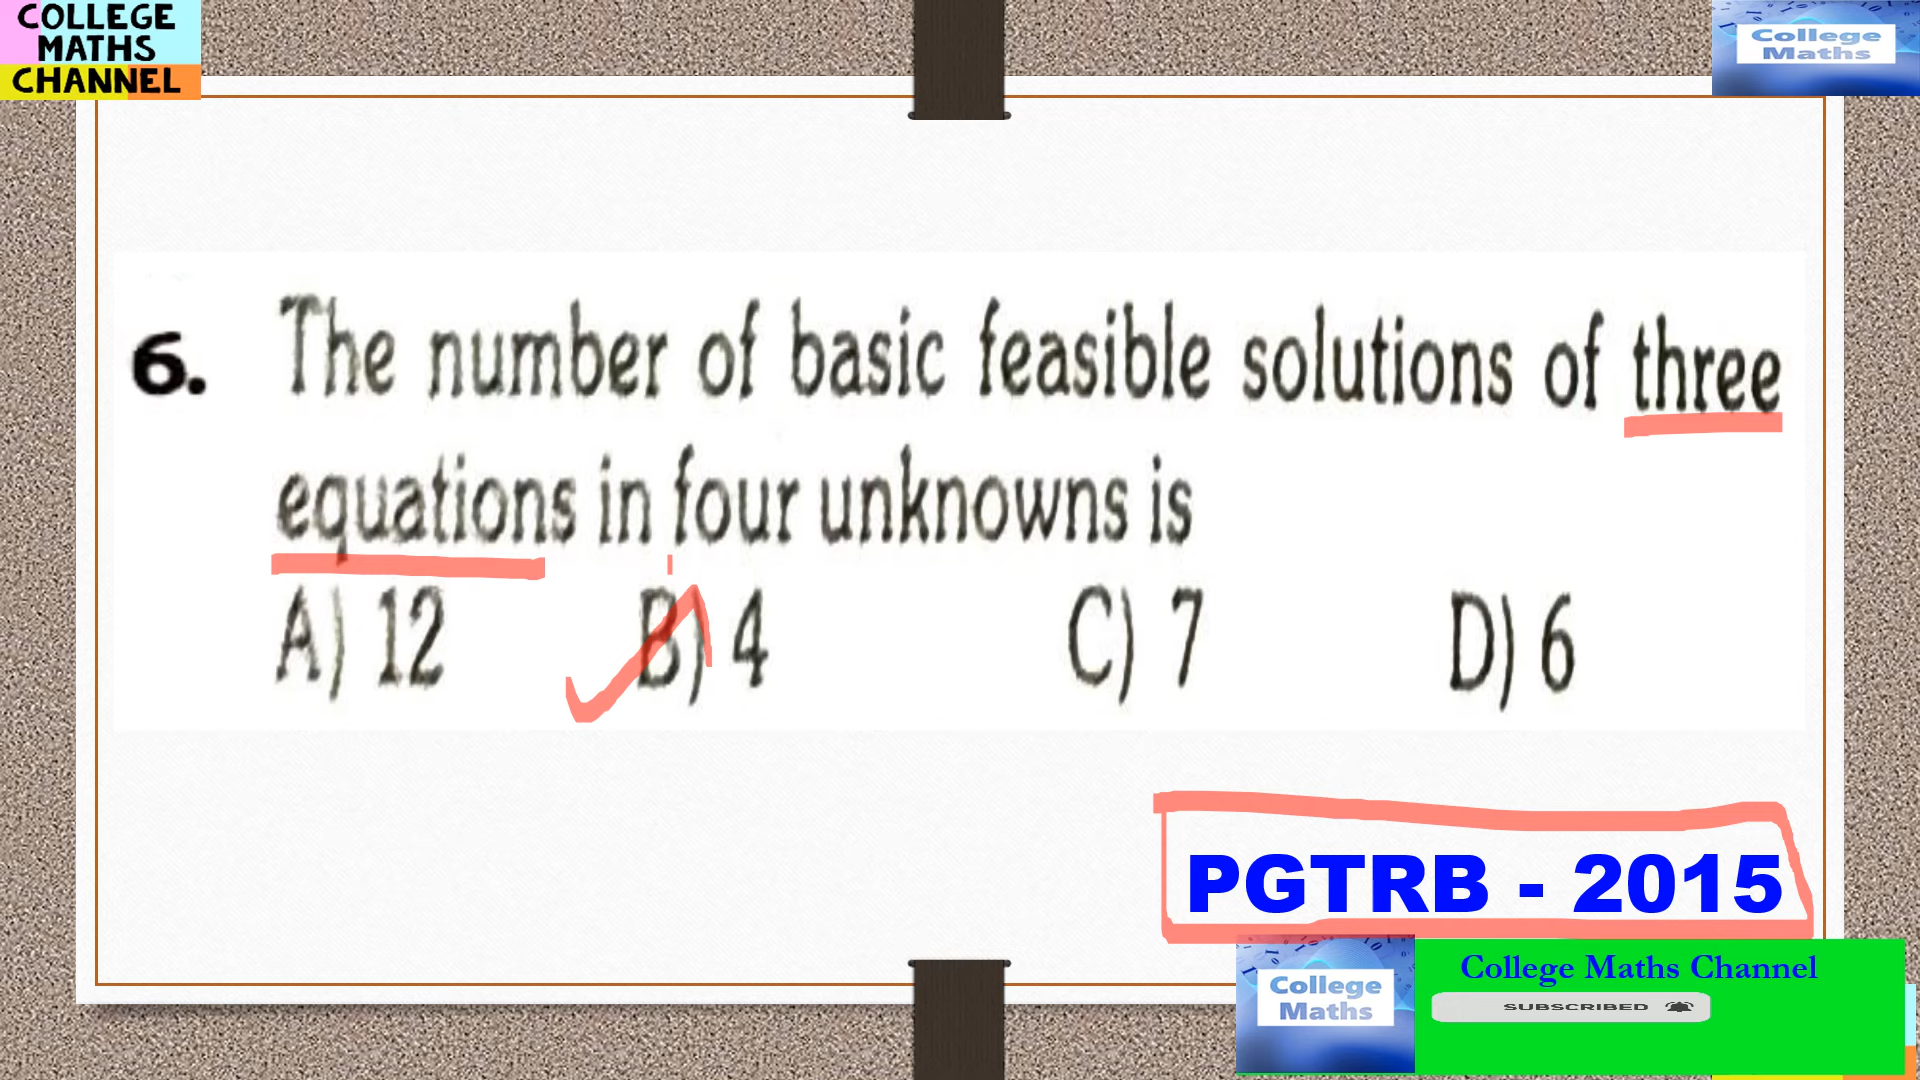 COLLEGE
MATHS
CHANNEL
College
Maths
6. The number of basic feasible solutions of three
equations in four unknowns is
A) 12 B) 4 C) 7 D) 6
PGTRB - 2015
College
Maths
College Maths Channel
SUBSCRIBED